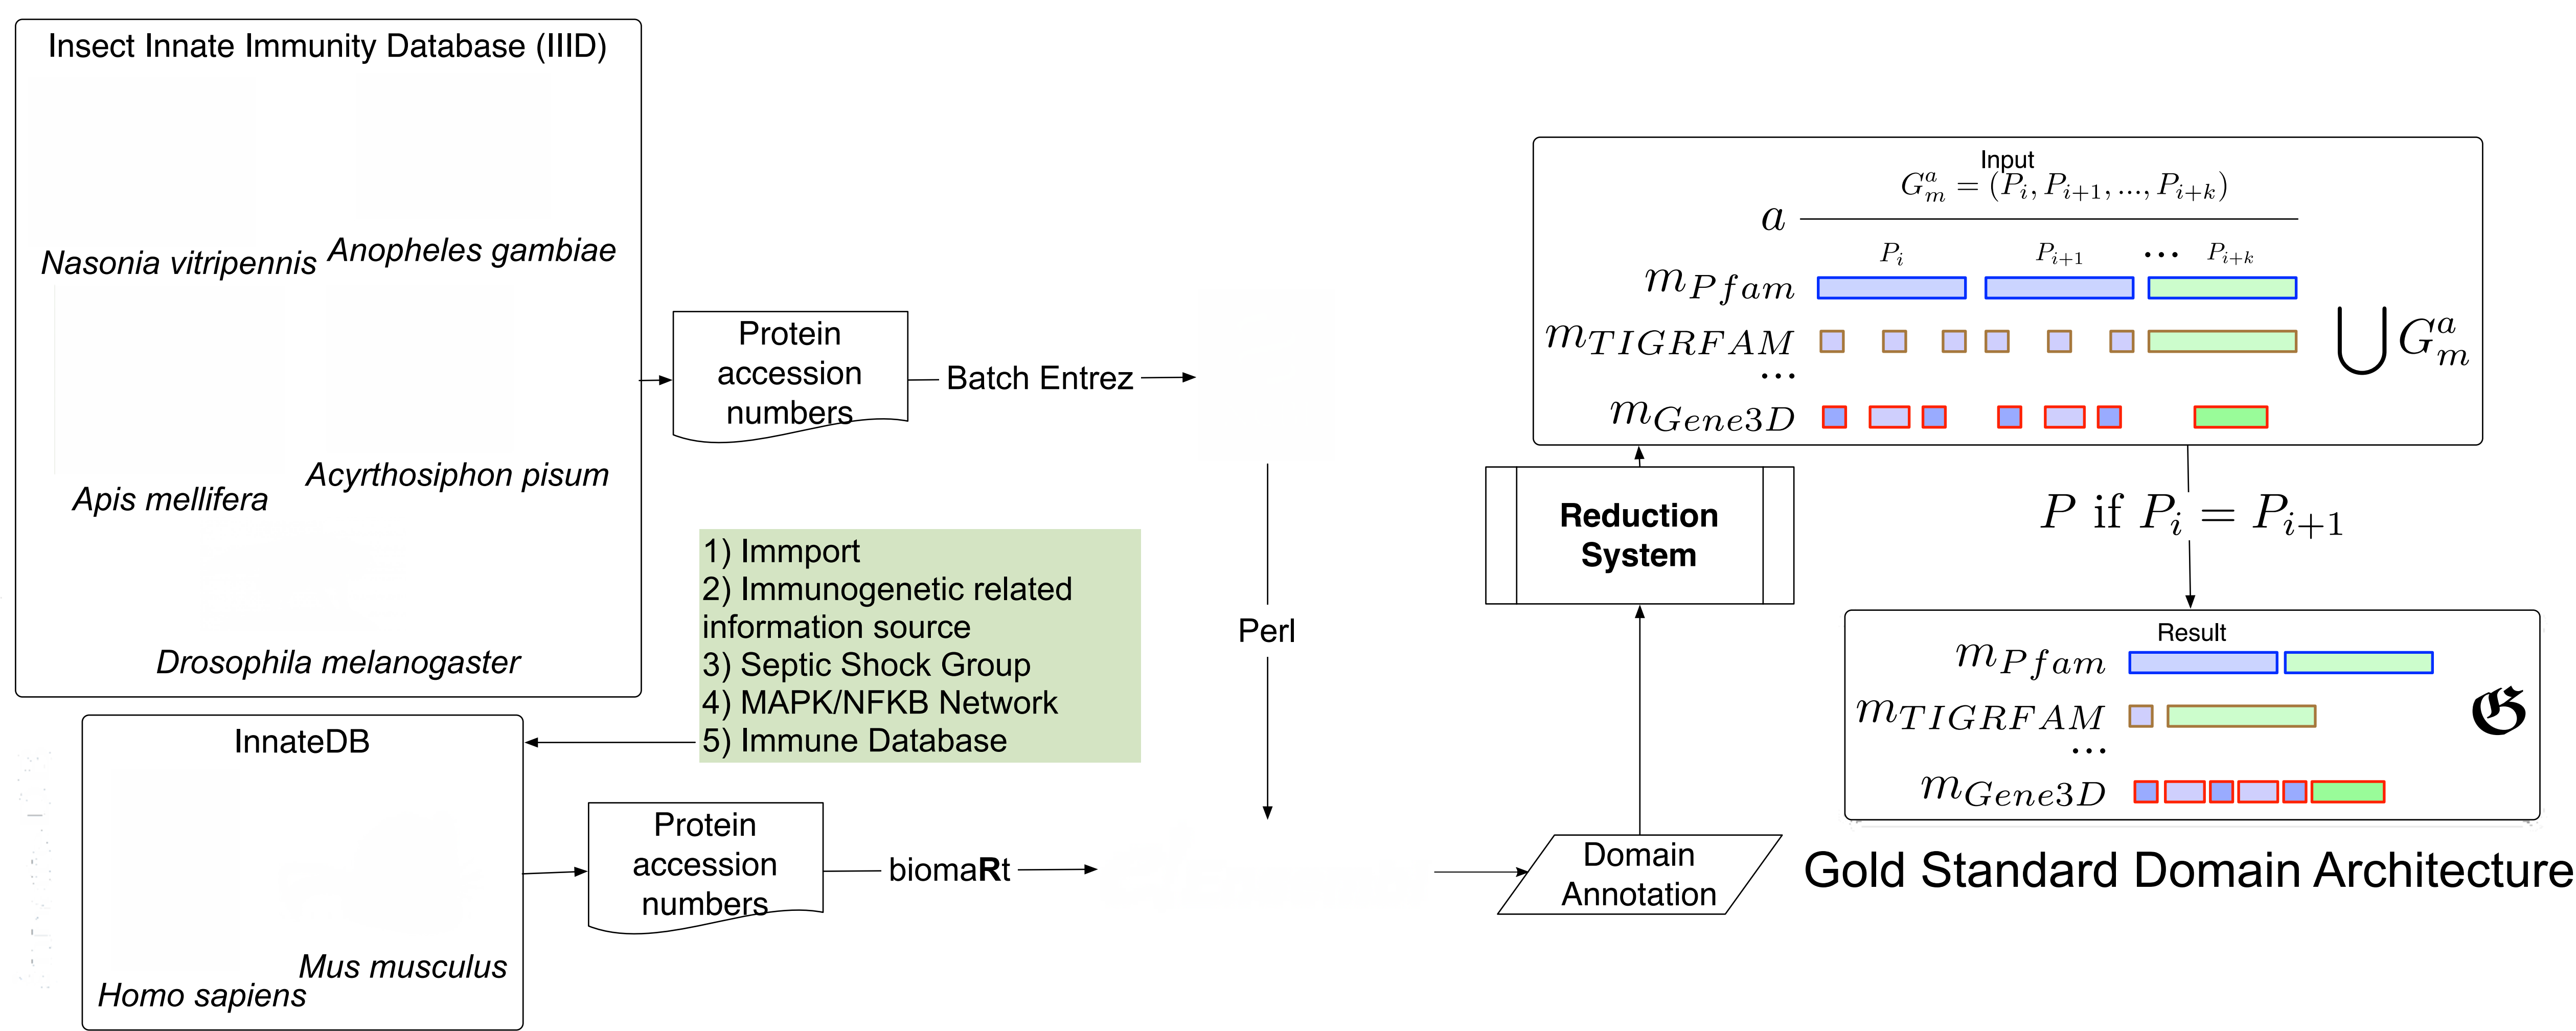 Insect Innate Immunity Database (IIID)
Nasonia vitripennis
Anopheles gambiae
Apis mellifera
Acyrthosiphon pisum
Drosophila melanogaster
Protein
accession
numbers
Batch Entrez
Perl
1) Immport
2) Immunogenetic related
information source
3) Septic Shock Group
4) MAPK/NFKB Network
5) Immune Database
InnateDB
Mus musculus
Homo sapiens
Protein
accession
numbers
biomaRt
Domain
Annotation
Reduction
System
Input
$G_m^a = (P_i, P_{i+1}, ..., P_{i+k})$
$a$
$P_i$ $P_{i+1}$ ... $P_{i+k}$
$m_{Pfam}$
$m_{TIGRFAM}$
...
$m_{Gene3D}$
$\bigcup G_m^a$
$P$ if $P_i = P_{i+1}$
Result
$m_{Pfam}$
$m_{TIGRFAM}$
...
$m_{Gene3D}$
$\mathfrak{G}$
Gold Standard Domain Architecture